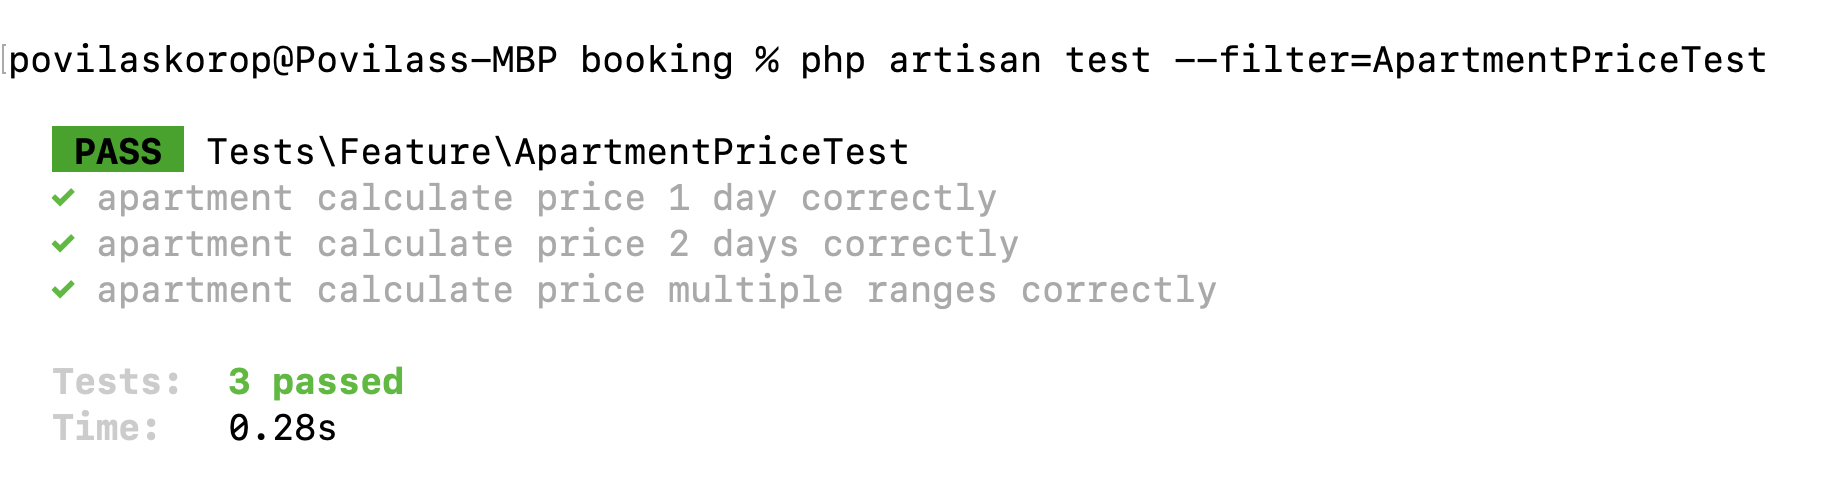 [povilaskorop@Povilass-MBP booking % php artisan test --filter=ApartmentPriceTest
PASS Tests\Feature\ApartmentPriceTest
✓ apartment calculate price 1 day correctly
✓ apartment calculate price 2 days correctly
✓ apartment calculate price multiple ranges correctly
Tests: 3 passed
Time: 0.28s